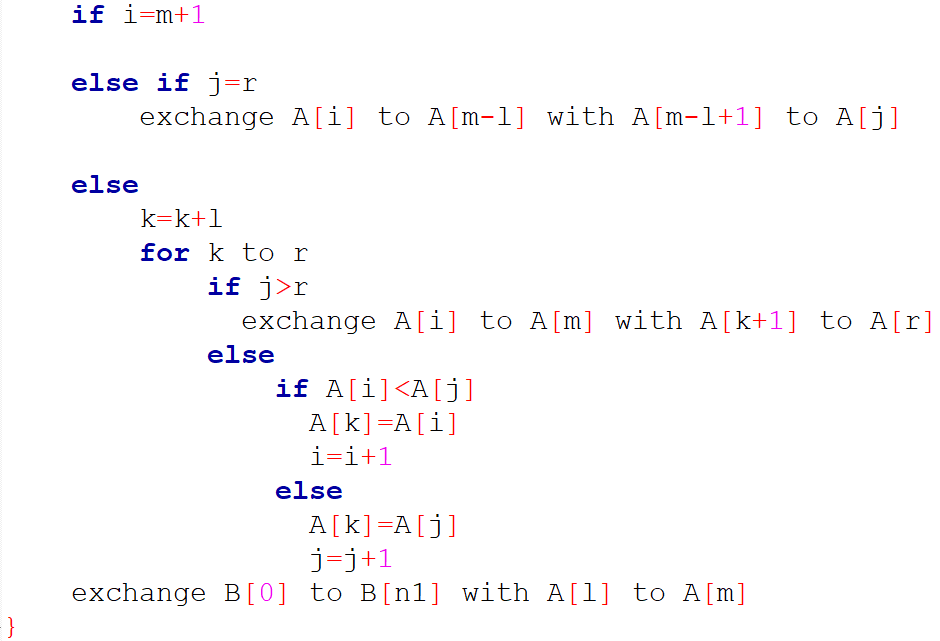 if i=m+1
else if j=r
exchange A[i] to A[m-l] with A[m-l+1] to A[j]
else
k=k+l
for k to r
if j>r
exchange A[i] to A[m] with A[k+1] to A[r]
else
if A[i]<A[j]
A[k]=A[i]
i=i+1
else
A[k]=A[j]
j=j+1
exchange B[0] to B[n1] with A[l] to A[m]
}